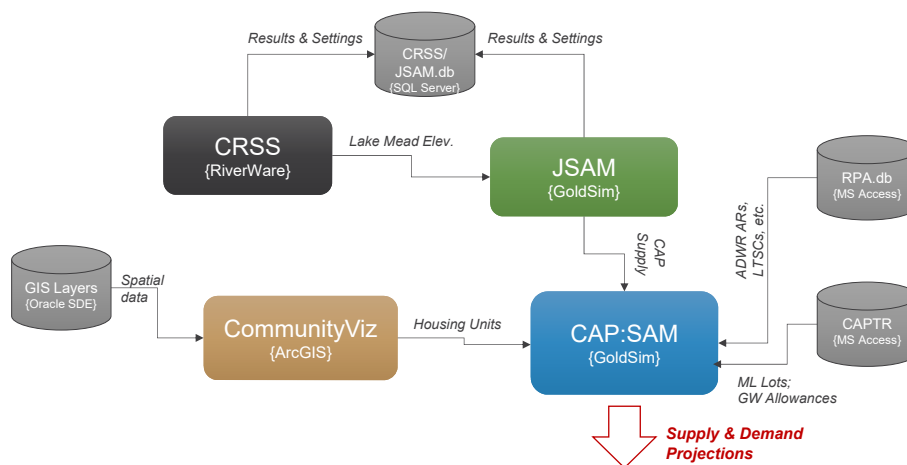 Results & Settings
Results & Settings
CRSS/
JSAM.db
{SQL Server}
CRSS
{RiverWare}
Lake Mead Elev.
JSAM
{GoldSim}
RPA.db
{MS Access}
CAP
Supply
ADWR ARs,
LTSCs, etc.
GIS Layers
{Oracle SDE}
Spatial
data
CommunityViz
{ArcGIS}
Housing Units
CAP:SAM
{GoldSim}
CAPTR
{MS Access}
ML Lots;
GW Allowances
Supply & Demand
Projections